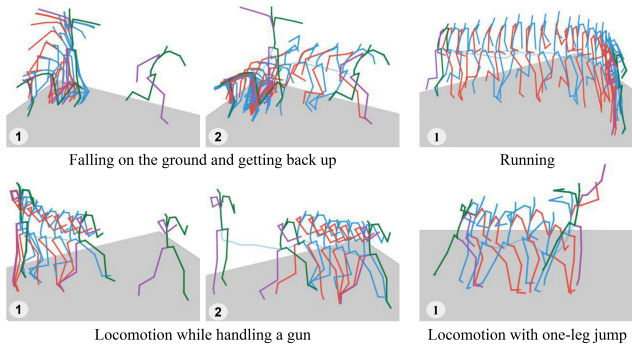 1
2
1
Falling on the ground and getting back up
Running
1
2
1
Locomotion while handling a gun
Locomotion with one-leg jump